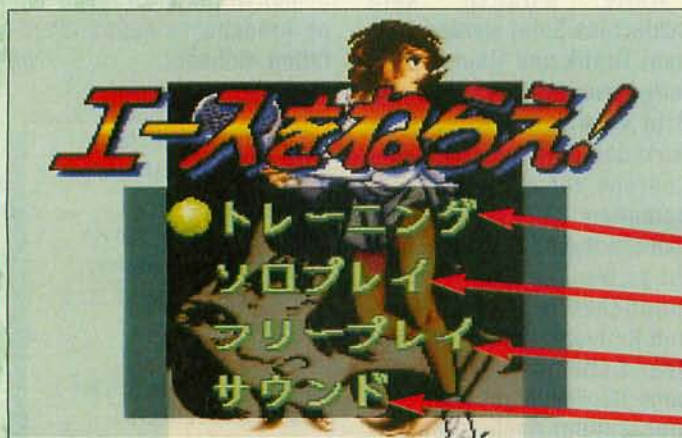 エースをねらえ!
トレーニング
ソロプレイ
フリープレイ
サウンド